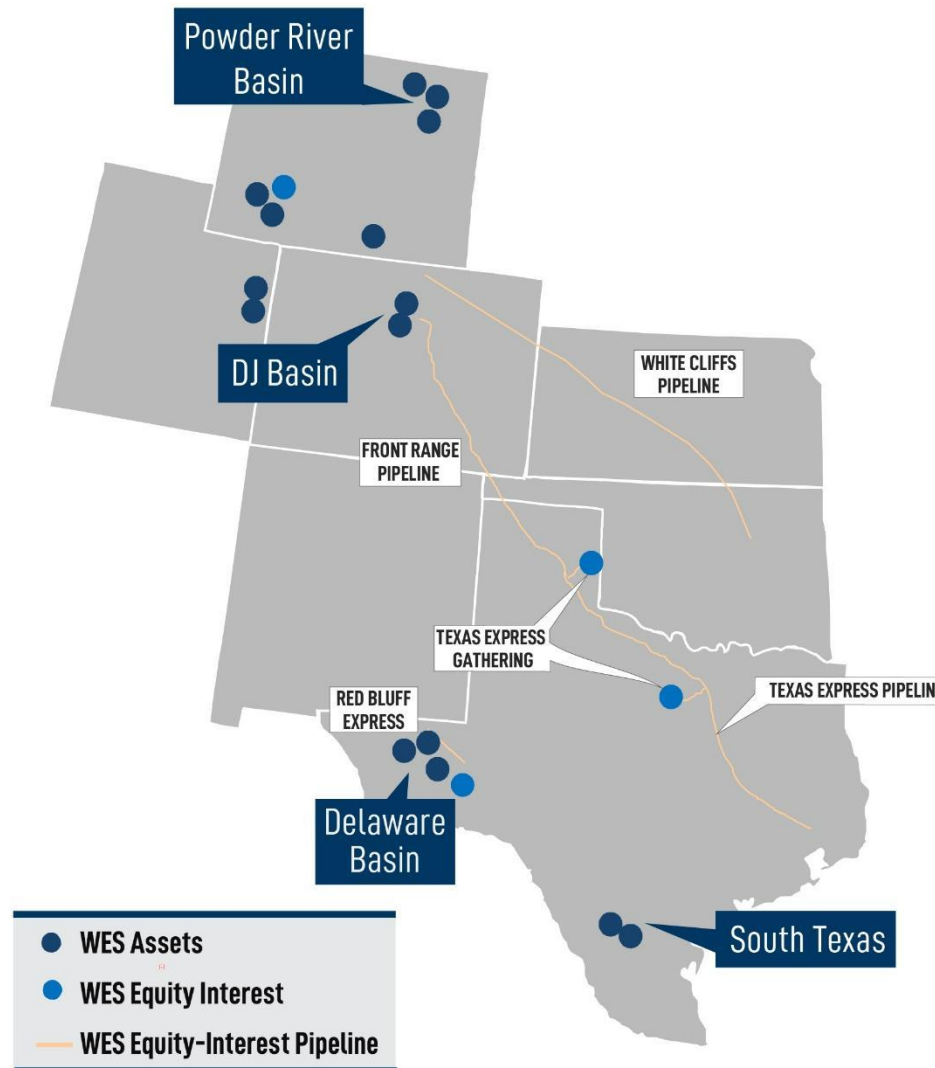 Powder River
Basin
DJ Basin
WHITE CLIFFS
PIPELINE
FRONT RANGE
PIPELINE
TEXAS EXPRESS
GATHERING
TEXAS EXPRESS PIPELIN
RED BLUFF
EXPRESS
Delaware
Basin
South Texas
WES Assets
WES Equity Interest
WES Equity-Interest Pipeline